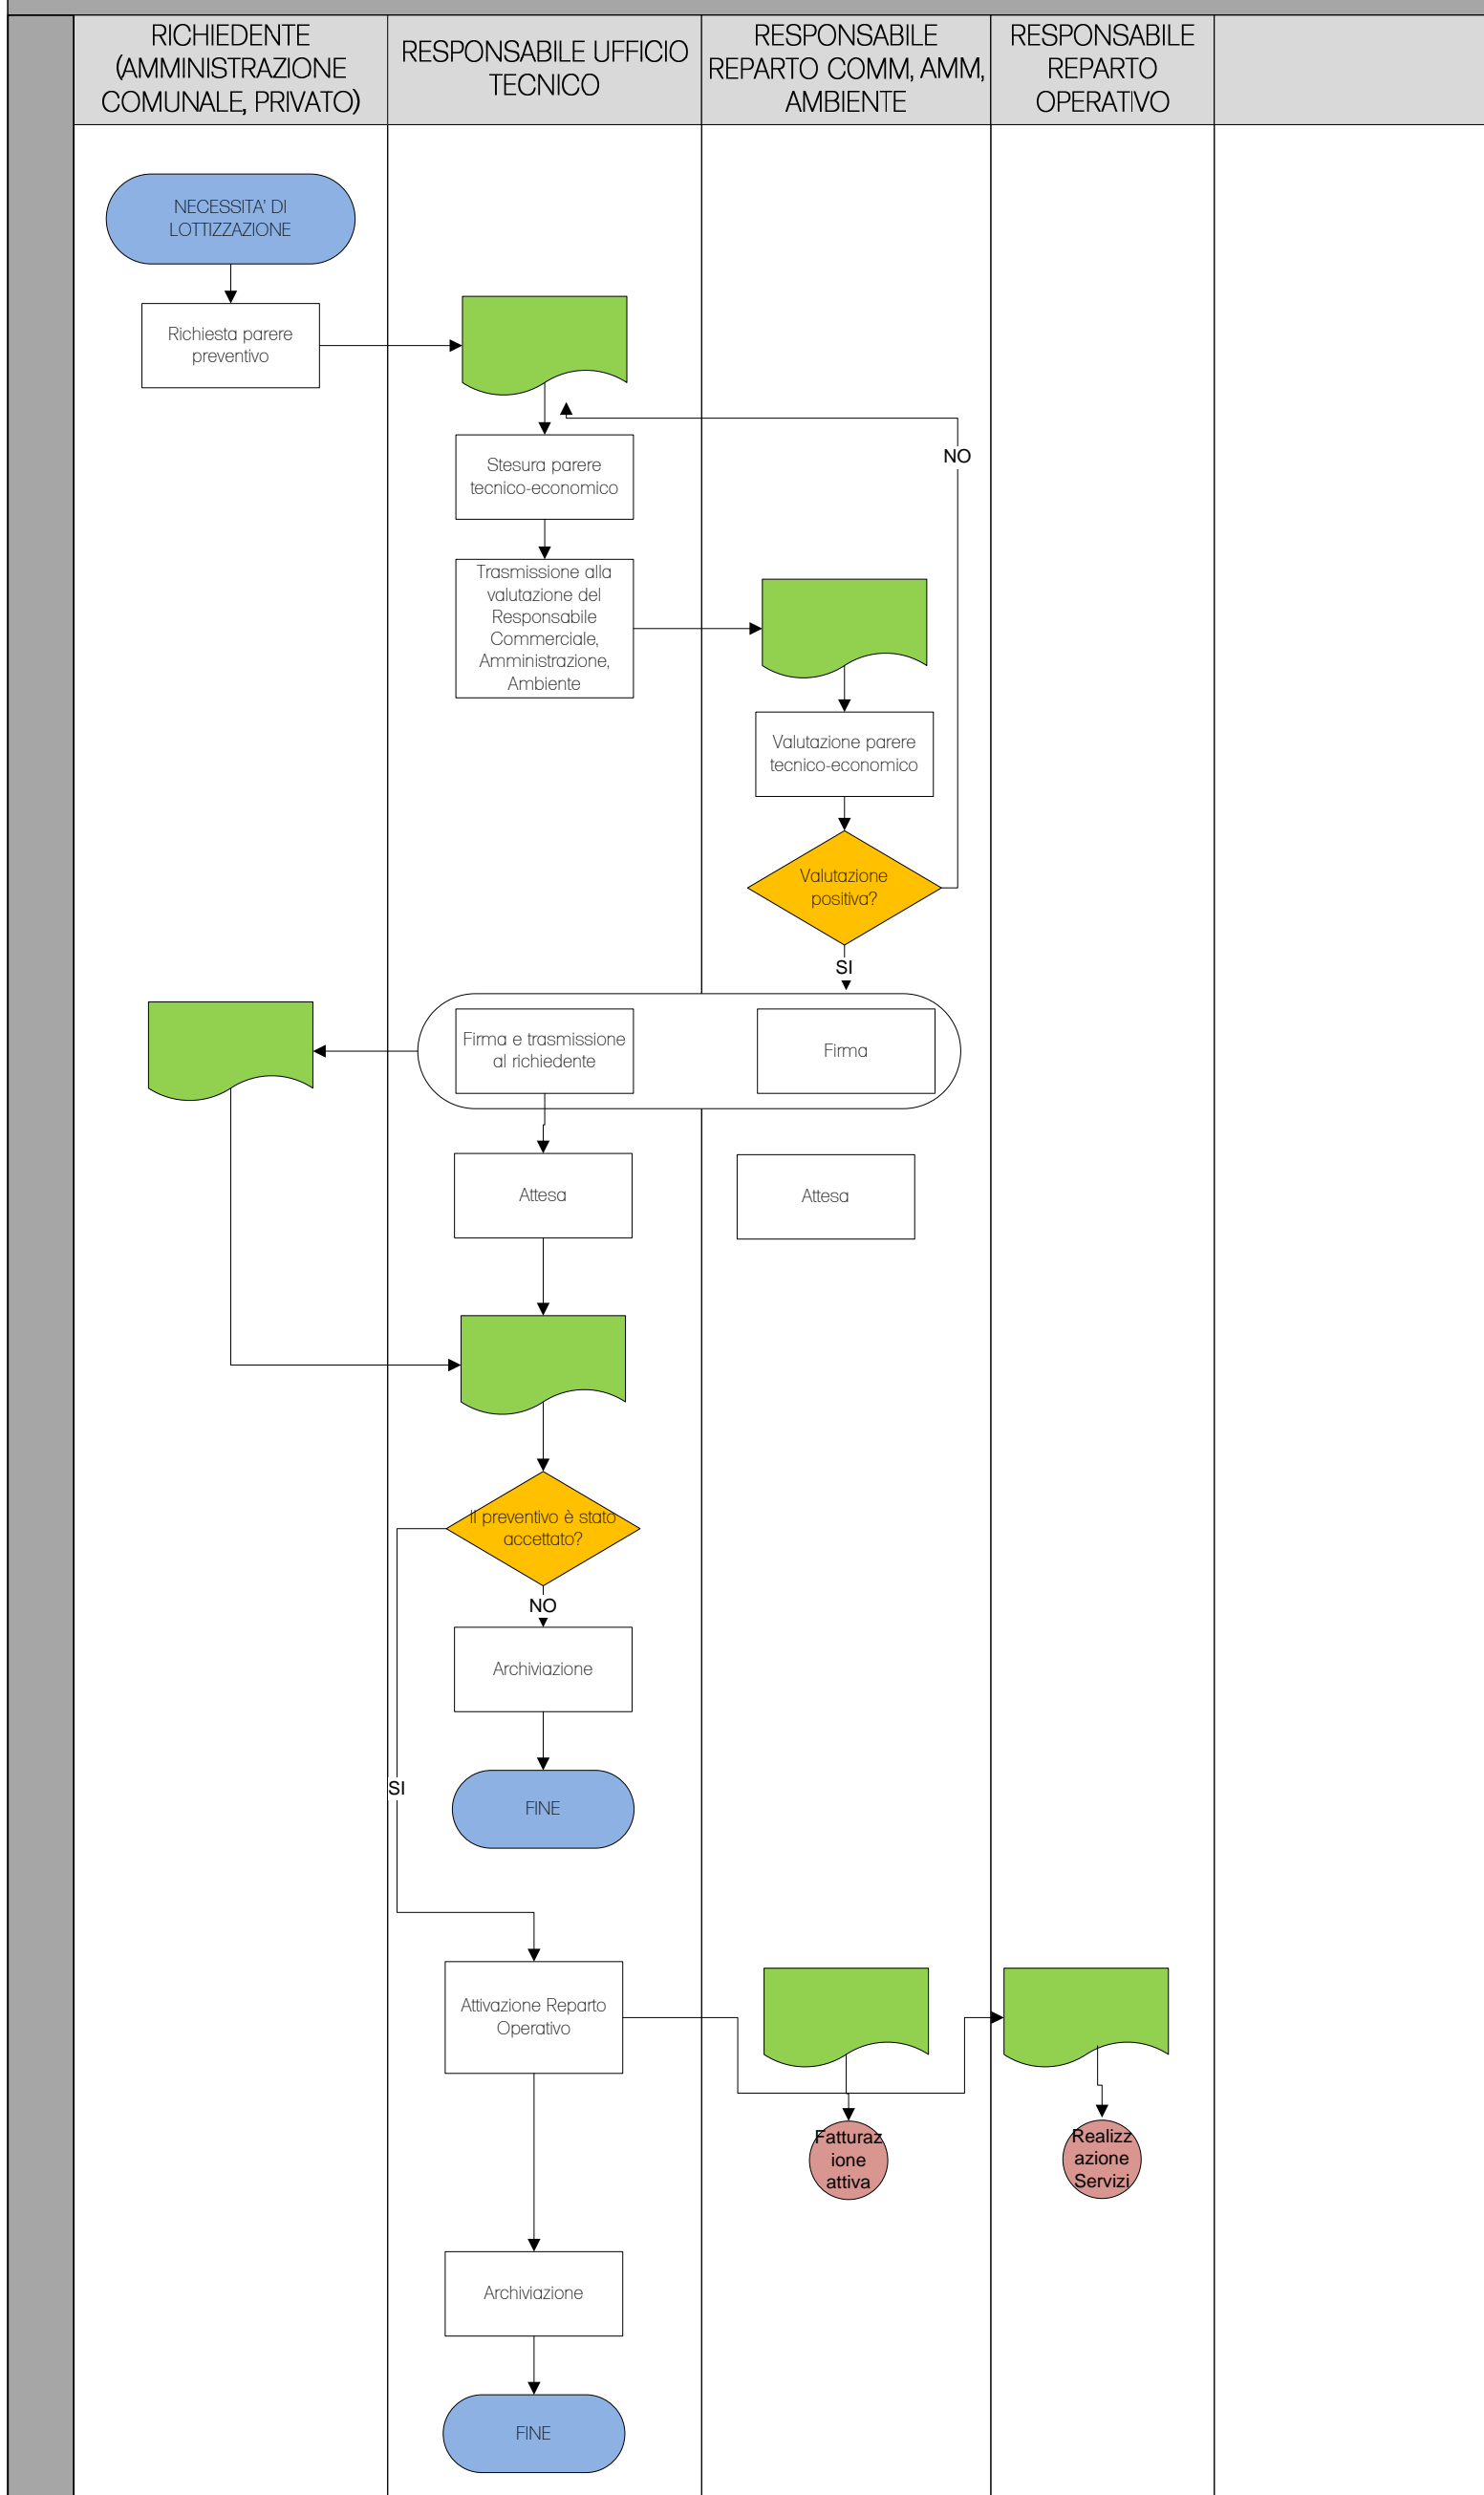 RICHIEDENTE
(AMMINISTRAZIONE
COMUNALE, PRIVATO)
RESPONSABILE UFFICIO
TECNICO
RESPONSABILE
REPARTO COMM, AMM,
AMBIENTE
RESPONSABILE
REPARTO
OPERATIVO
NECESSITA' DI
LOTTIZZAZIONE
Richiesta parere
preventivo
NO
Stesura parere
tecnico-economico
Trasmissione alla
valutazione del
Responsabile
Commerciale,
Amministrazione,
Ambiente
Valutazione parere
tecnico-economico
Valutazione
positiva?
SI
Firma e trasmissione
al richiedente
Firma
Attesa
Attesa
Il preventivo è stato
accettato?
NO
Archiviazione
SI
FINE
Attivazione Reparto
Operativo
Fatturaz
ione
attiva
Realizz
azione
Servizi
Archiviazione
FINE